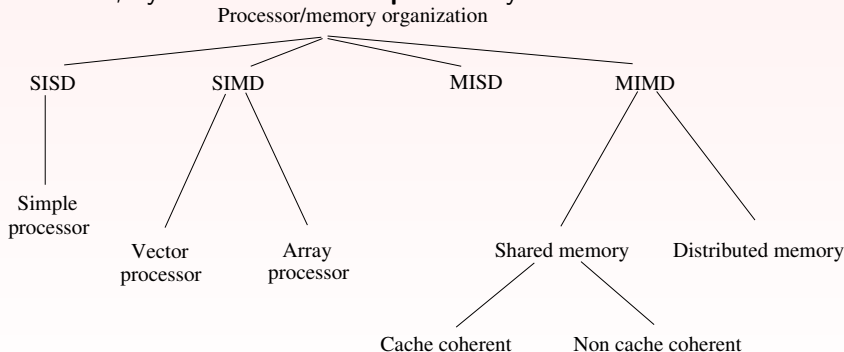 Processor/memory organization
SISD
SIMD
MISD
MIMD
Simple
processor
Vector
processor
Array
processor
Shared memory
Distributed memory
Cache coherent
Non cache coherent